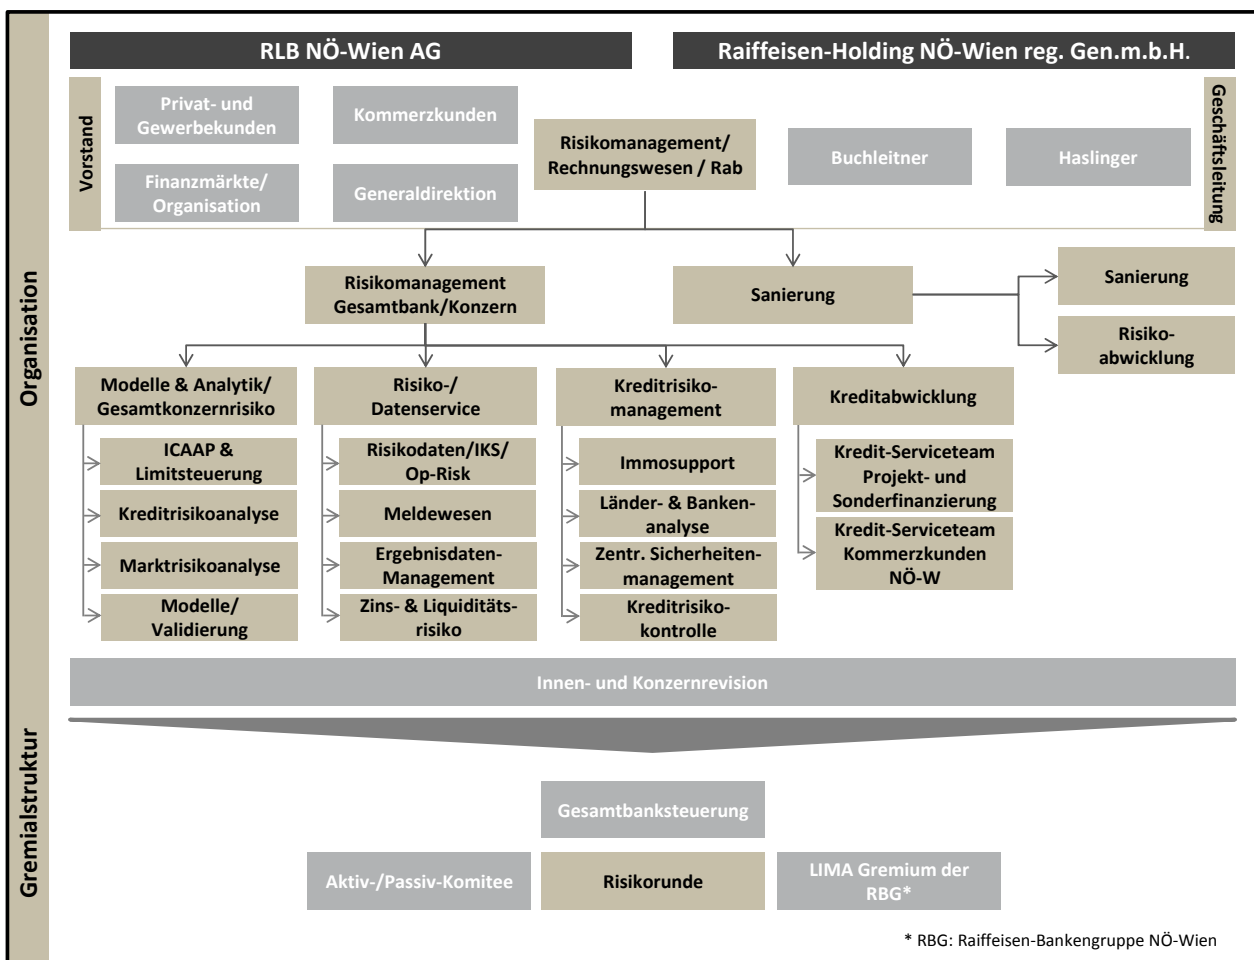 RLB NÖ-Wien AG
Raiffeisen-Holding NÖ-Wien reg. Gen.m.b.H.
Vorstand
Privat- und
Gewerbekunden
Kommerzkunden
Finanzmärkte/
Organisation
Generaldirektion
Risikomanagement/
Rechnungswesen / Rab
Buchleitner
Haslinger
Geschäftsleitung
Organisation
Risikomanagement
Gesamtbank/Konzern
Sanierung
Sanierung
Risiko-
abwicklung
Modelle & Analytik/
Gesamtkonzernrisiko
ICAAP &
Limitsteuerung
Kreditrisikoanalyse
Marktrisikoanalyse
Modelle/
Validierung
Risiko-/
Datenservice
Risikodaten/IKS/
Op-Risk
Meldewesen
Ergebnisdaten-
Management
Zins- & Liquiditäts-
risiko
Kreditrisiko-
management
Immosupport
Länder- & Banken-
analyse
Zentr. Sicherheiten-
management
Kreditrisiko-
kontrolle
Kreditabwicklung
Kredit-Serviceteam
Projekt- und
Sonderfinanzierung
Kredit-Serviceteam
Kommerzkunden
NÖ-W
Innen- und Konzernrevision
Gremialstruktur
Gesamtbanksteuerung
Aktiv-/Passiv-Komitee
Risikorunde
LIMA Gremium der
RBG*
* RBG: Raiffeisen-Bankengruppe NÖ-Wien